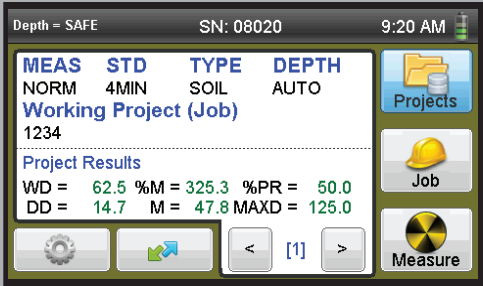 Depth = SAFE SN: 08020 9:20 AM
MEAS STD TYPE DEPTH
NORM 4MIN SOIL AUTO
Working Project (Job)
1234
Project Results
WD = 62.5 %M = 325.3 %PR = 50.0
DD = 14.7 M = 47.8 MAXD = 125.0
Projects
Job
< [1] >
Measure